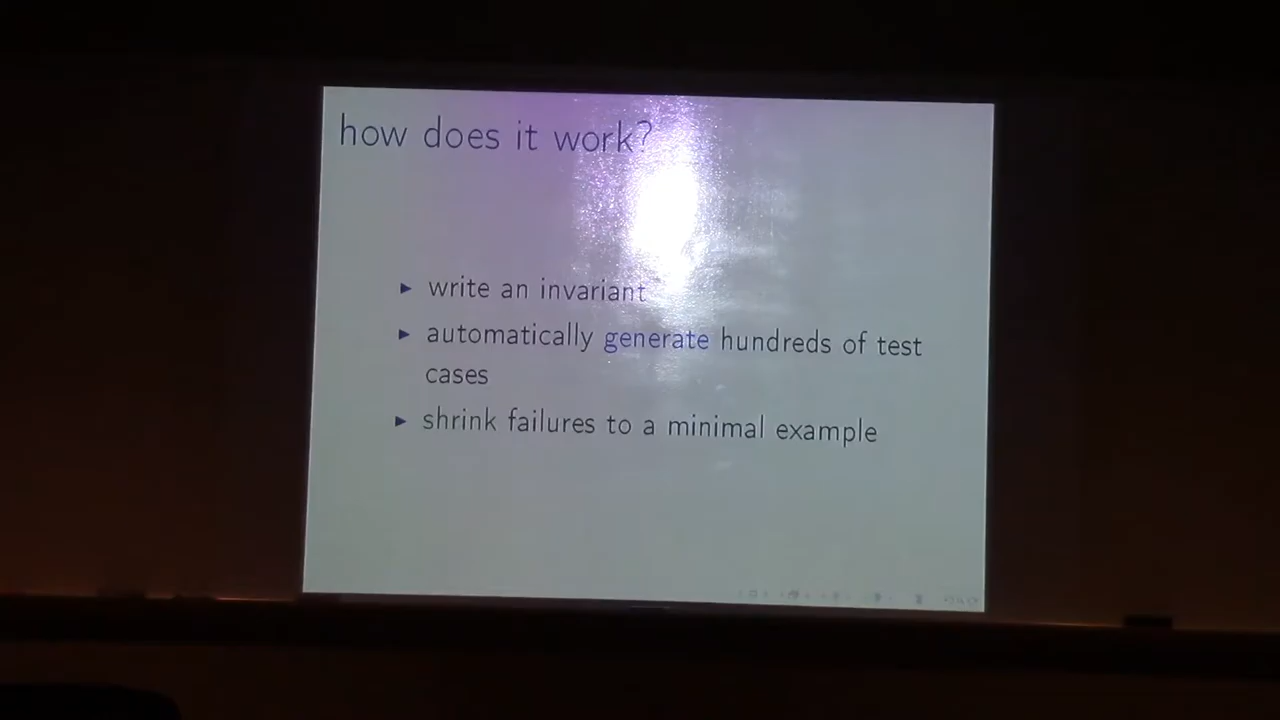 how does it work?
write an invariant
automatically generate hundreds of test
cases
shrink failures to a minimal example